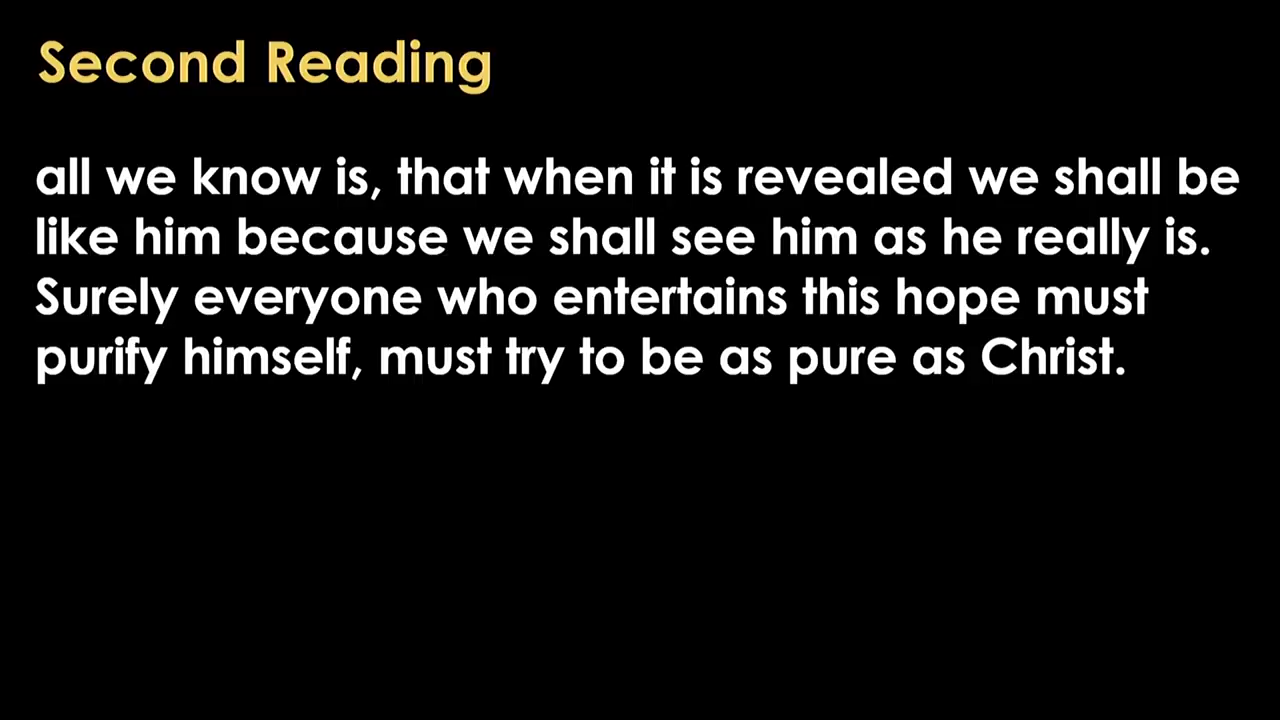 Second Reading
all we know is, that when it is revealed we shall be
like him because we shall see him as he really is.
Surely everyone who entertains this hope must
purify himself, must try to be as pure as Christ.